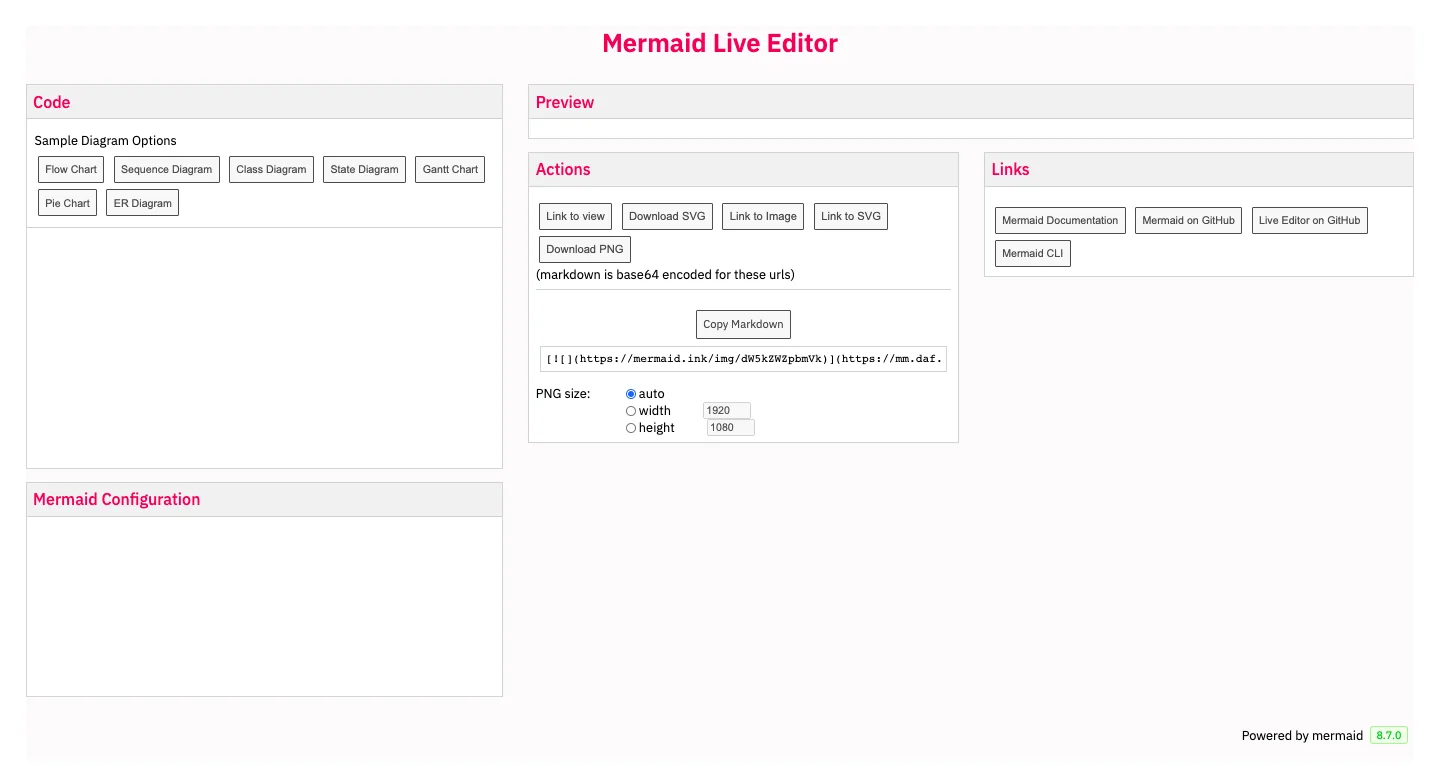 Mermaid Live Editor
Code
Sample Diagram Options
Flow Chart Sequence Diagram Class Diagram State Diagram Gantt Chart
Pie Chart ER Diagram
Mermaid Configuration
Preview
Actions
Link to view Download SVG Link to Image Link to SVG
Download PNG
(markdown is base64 encoded for these urls)
Copy Markdown
[![](https://mermaid.ink/img/dW5kZWZpbmVk)](https://mm.daf.
PNG size: auto
width 1920
height 1080
Links
Mermaid Documentation Mermaid on GitHub Live Editor on GitHub
Mermaid CLI
Powered by mermaid 8.7.0